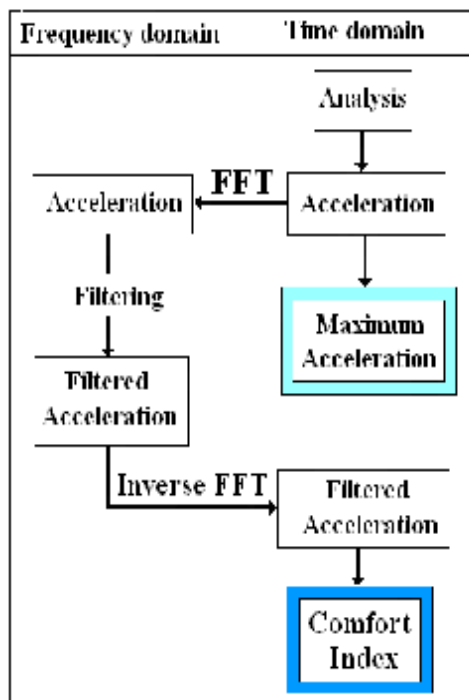 Frequency domain
Time domain
Analysis
FFT
Acceleration
Acceleration
Filtering
Maximum
Acceleration
Filtered
Acceleration
Inverse FFT
Filtered
Acceleration
Comfort
Index